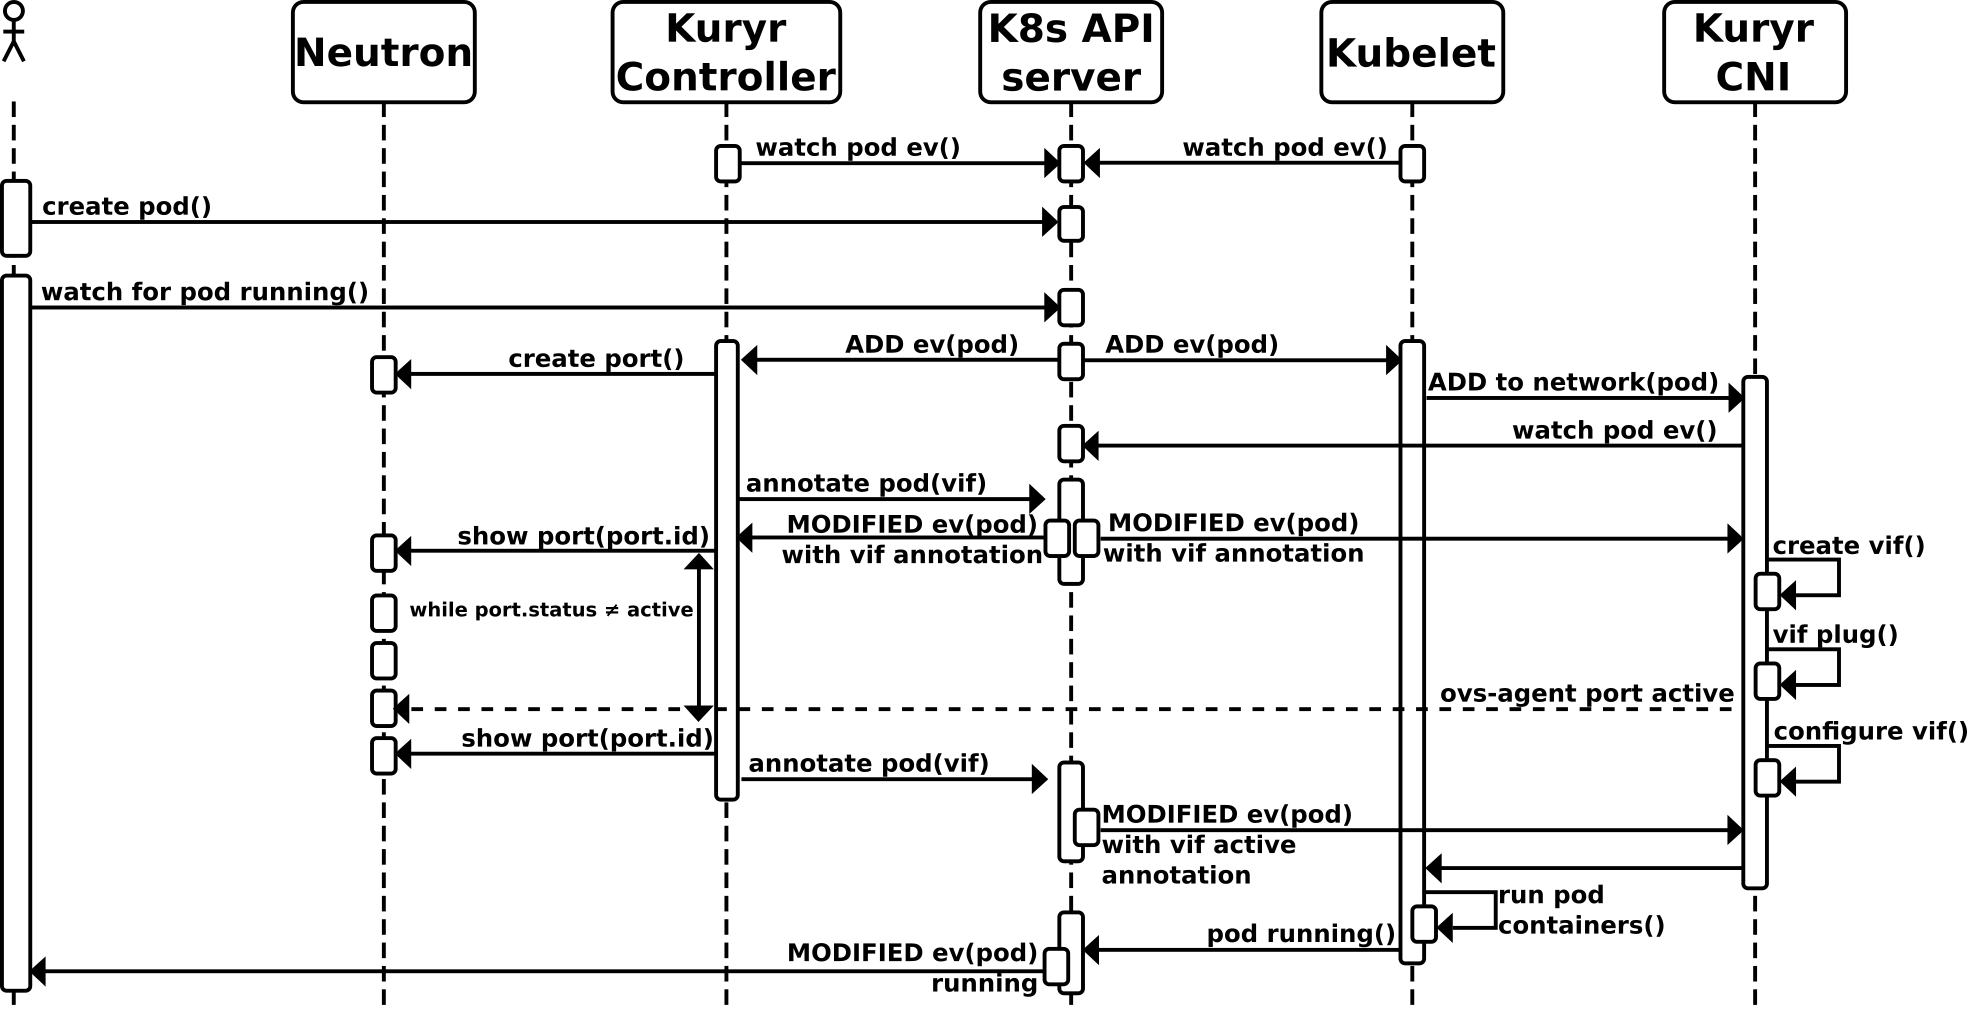 Neutron
Kuryr
Controller
K8s API
server
Kubelet
Kuryr
CNI
watch pod ev()
watch pod ev()
create pod()
watch for pod running()
ADD ev(pod)
ADD ev(pod)
create port()
ADD to network(pod)
watch pod ev()
annotate pod(vif)
MODIFIED ev(pod)
with vif annotation
MODIFIED ev(pod)
with vif annotation
show port(port.id)
create vif()
while port.status ≠ active
vif plug()
ovs-agent port active
configure vif()
show port(port.id)
annotate pod(vif)
MODIFIED ev(pod)
with vif active
annotation
run pod
containers()
pod running()
MODIFIED ev(pod)
running